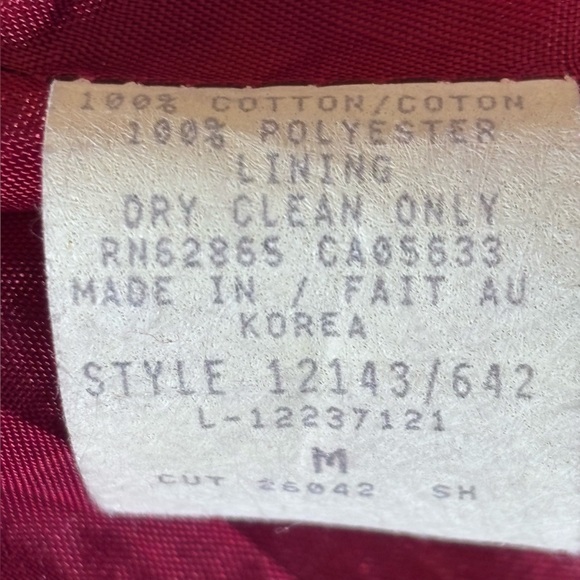 100% COTTON/COTON
100% POLYESTER
LINING
DRY CLEAN ONLY
RN62865 CA05633
MADE IN / FAIT AU
KOREA
STYLE 12143/642
L-12237121
M
CUT 26042 SH